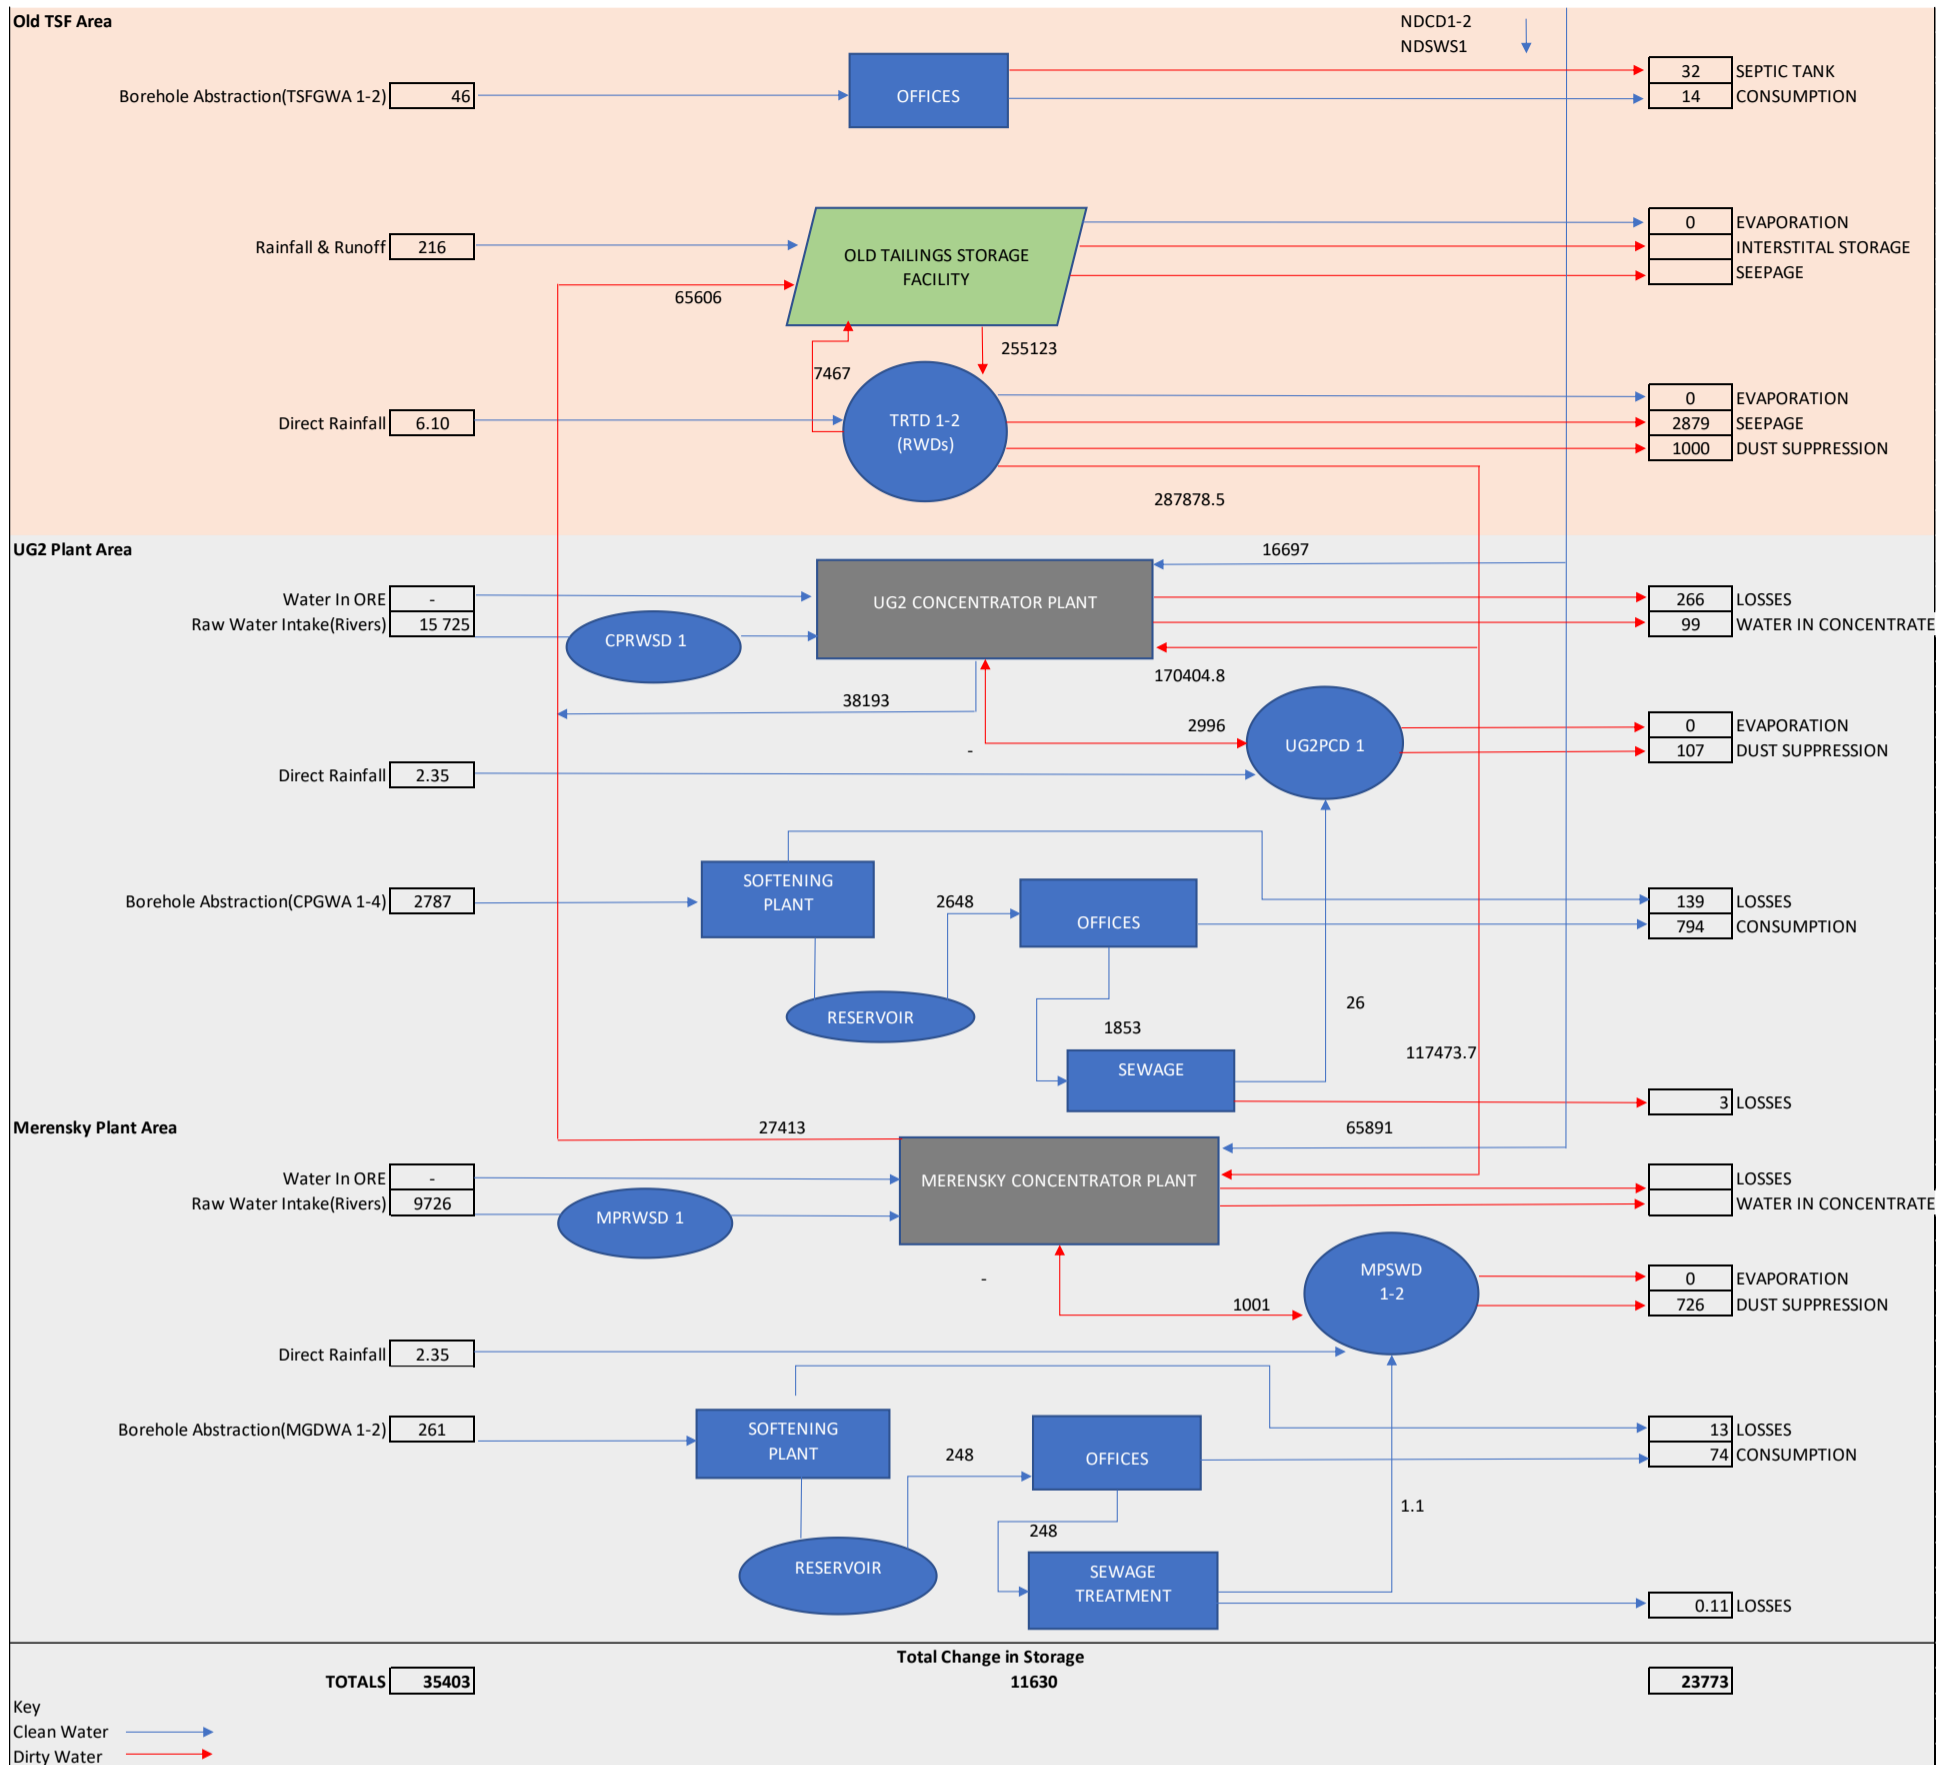 Old TSF Area
NDCD1-2
NDSWS1
Borehole Abstraction(TSFGWA 1-2) 46
OFFICES
32 SEPTIC TANK
14 CONSUMPTION
Rainfall & Runoff 216
OLD TAILINGS STORAGE
FACILITY
0 EVAPORATION
INTERSTITAL STORAGE
SEEPAGE
65606
255123
7467
Direct Rainfall 6.10
TRTD 1-2
(RWDs)
0 EVAPORATION
2879 SEEPAGE
1000 DUST SUPPRESSION
287878.5
UG2 Plant Area
16697
Water In ORE -
Raw Water Intake(Rivers) 15 725
CPRWSD 1
UG2 CONCENTRATOR PLANT
266 LOSSES
99 WATER IN CONCENTRATE
170404.8
38193
2996
-
UG2PCD 1
0 EVAPORATION
107 DUST SUPPRESSION
Direct Rainfall 2.35
Borehole Abstraction(CPGWA 1-4) 2787
SOFTENING
PLANT
2648
OFFICES
139 LOSSES
794 CONSUMPTION
RESERVOIR
26
1853
117473.7
SEWAGE
3 LOSSES
Merensky Plant Area
27413
65891
Water In ORE -
Raw Water Intake(Rivers) 9726
MPRWSD 1
MERENSKY CONCENTRATOR PLANT
LOSSES
WATER IN CONCENTRATE
-
1001
MPSWD
1-2
0 EVAPORATION
726 DUST SUPPRESSION
Direct Rainfall 2.35
Borehole Abstraction(MGDWA 1-2) 261
SOFTENING
PLANT
248
OFFICES
13 LOSSES
74 CONSUMPTION
1.1
248
RESERVOIR
SEWAGE
TREATMENT
0.11 LOSSES
Total Change in Storage
TOTALS 35403 11630 23773
Key
Clean Water
Dirty Water